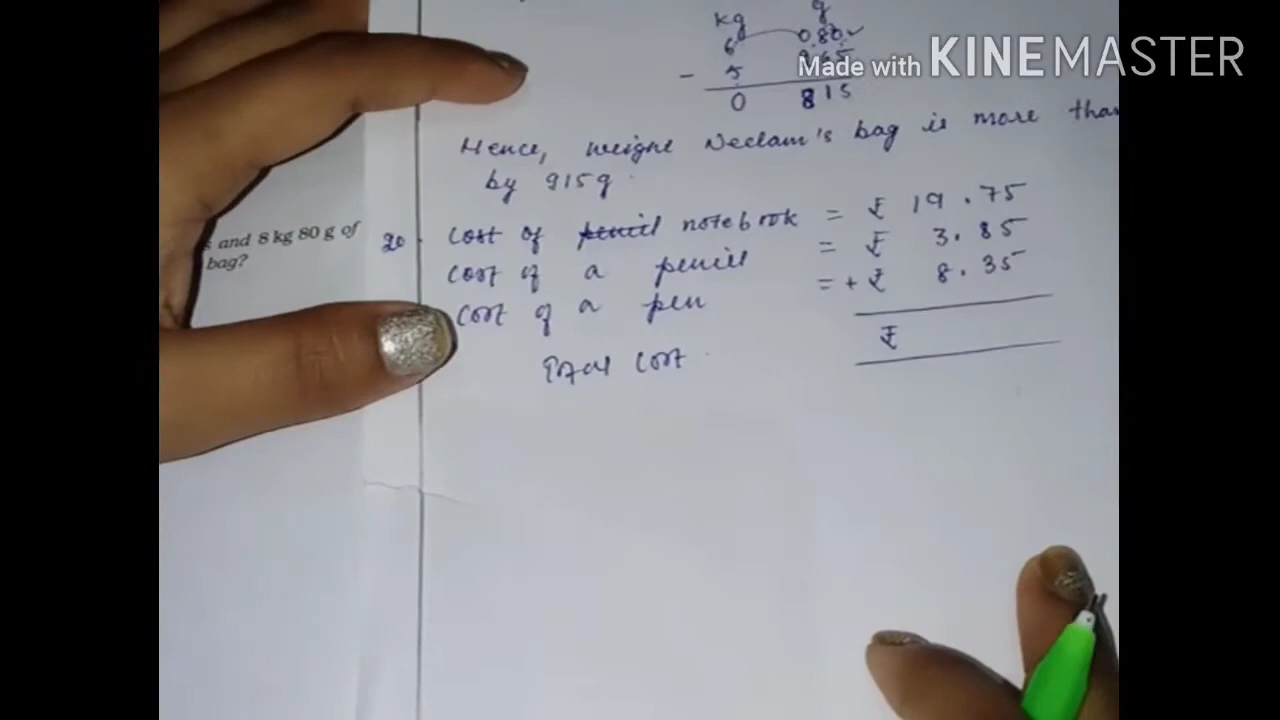 kg g
6 0.80
Made with KINEMASTER
- 5 965
0 815
Hence, weight Neelam's bag is more than
by 915g.
s and 8 kg 80 g of
bag?
20. Cost of pencil notebook = ₹ 19.75
Cost of a pencil = ₹ 3.85
Cost of a pen = + ₹ 8.35
Total Cost ₹